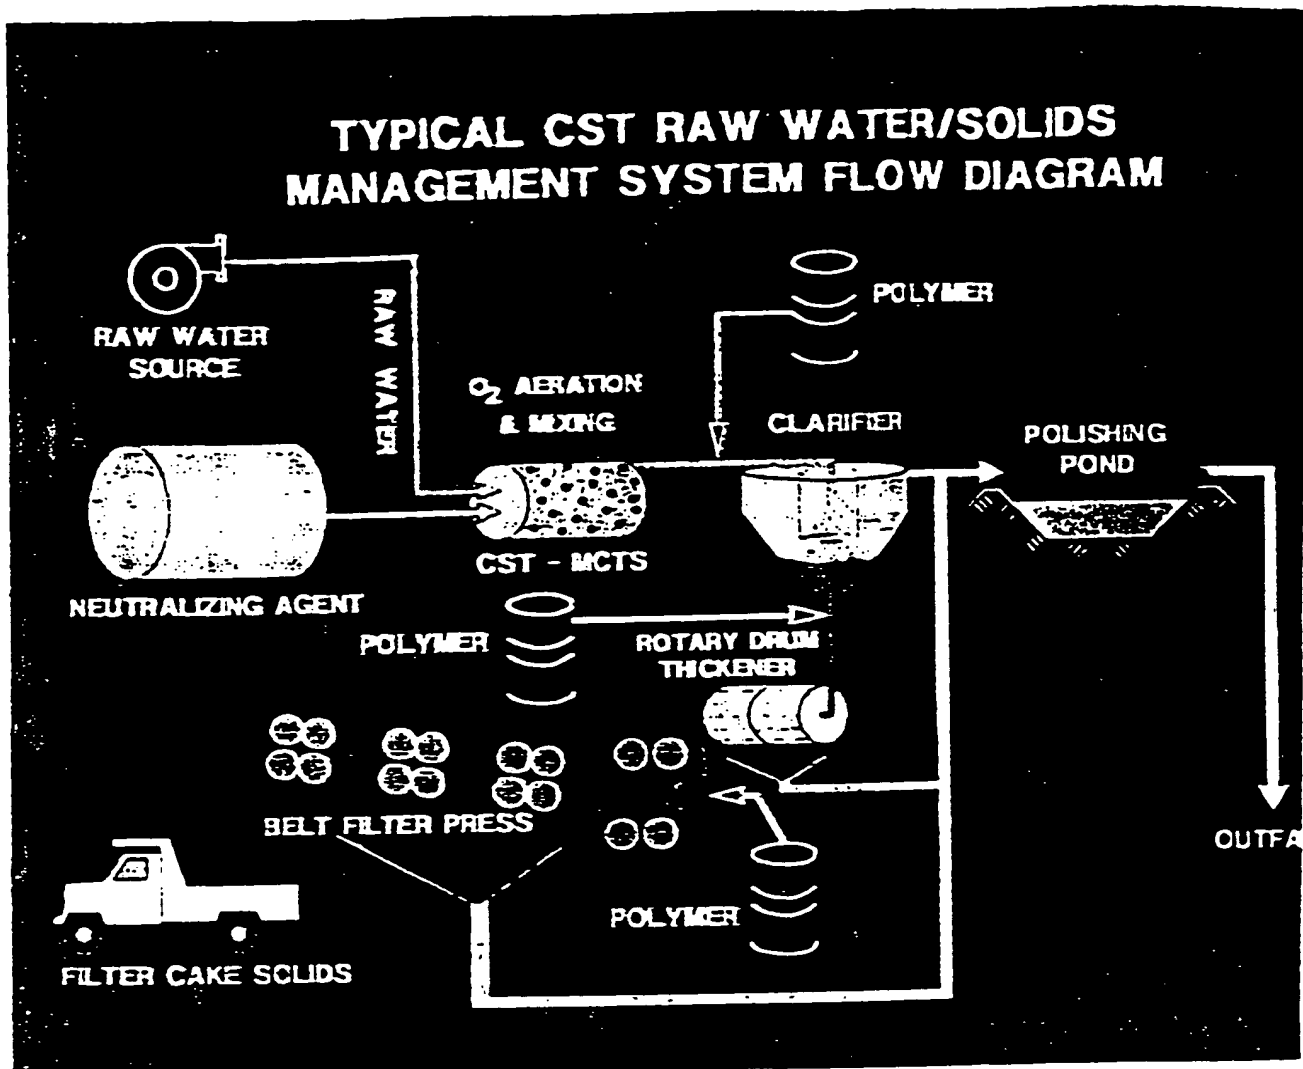 TYPICAL CST RAW WATER/SOLIDS
MANAGEMENT SYSTEM FLOW DIAGRAM
RAW WATER
SOURCE
RAW WATER
POLYMER
O₂ AERATION
& MIXING
CLARIFIER
POLISHING
POND
CST - MCTS
NEUTRALIZING AGENT
POLYMER
ROTARY DRUM
THICKENER
BELT FILTER PRESS
OUTFA
POLYMER
FILTER CAKE SOLIDS